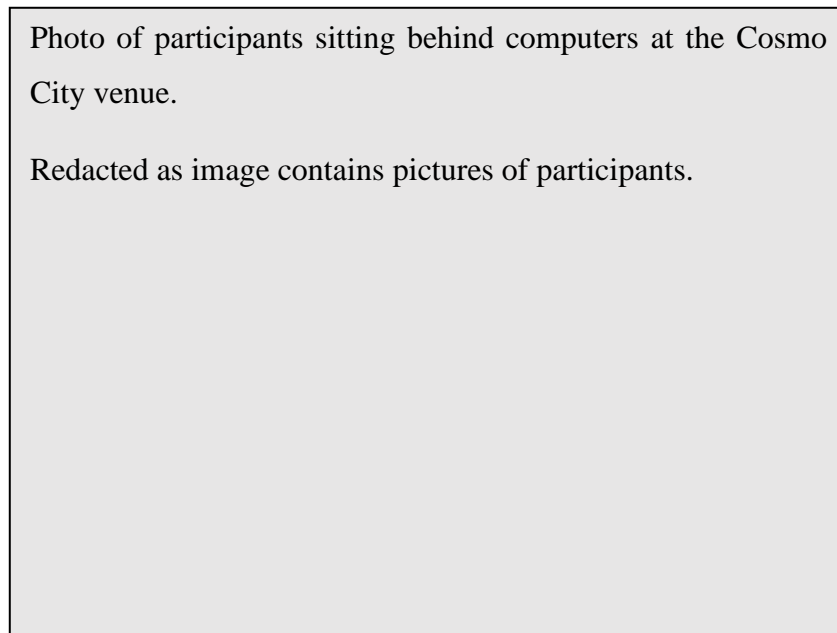 Photo of participants sitting behind computers at the Cosmo
City venue.
Redacted as image contains pictures of participants.